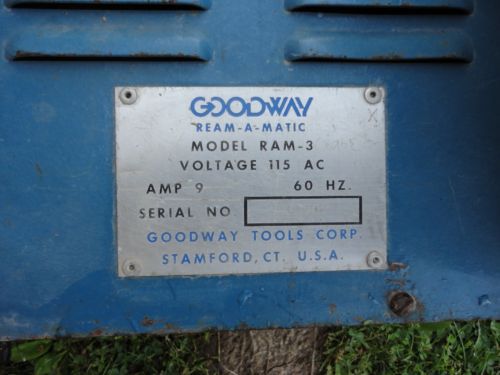 GOODWAY
REAM-A-MATIC
MODEL RAM-3
VOLTAGE 115 AC
AMP 9 60 HZ.
SERIAL NO
GOODWAY TOOLS CORP.
STAMFORD, CT. U.S.A.